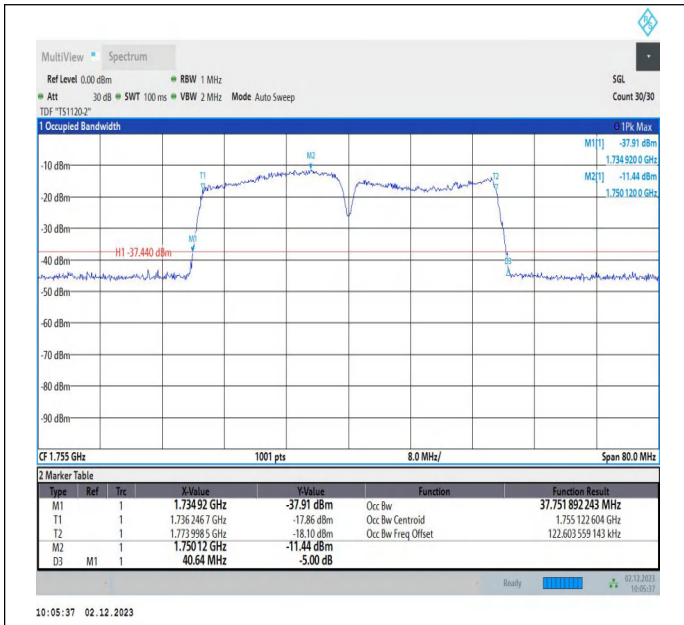 R S
MultiView Spectrum
Ref Level 0.00 dBm RBW 1 MHz SGL
Att 30 dB SWT 100 ms VBW 2 MHz Mode Auto Sweep Count 30/30
TDF "TS1120-2"
1 Occupied Bandwidth 1Pk Max
M1[1] -37.91 dBm
1.734 920 0 GHz
M2[1] -11.44 dBm
1.750 120 0 GHz
M2
-10 dBm
T1
T2
-20 dBm
-30 dBm
M1
H1 -37.440 dBm
-40 dBm
D3
-50 dBm
-60 dBm
-70 dBm
-80 dBm
-90 dBm
CF 1.755 GHz 1001 pts 8.0 MHz/ Span 80.0 MHz
2 Marker Table
Type Ref Trc X-Value Y-Value Function Function Result
M1 1 1.734 92 GHz -37.91 dBm Occ Bw 37.751 892 243 MHz
T1 1 1.736 246 7 GHz -17.86 dBm Occ Bw Centroid 1.755 122 604 GHz
T2 1 1.773 998 5 GHz -18.10 dBm Occ Bw Freq Offset 122.603 559 143 kHz
M2 1 1.750 12 GHz -11.44 dBm
D3 M1 1 40.64 MHz -5.00 dB
Ready 02.12.2023
10:05:37
10:05:37 02.12.2023